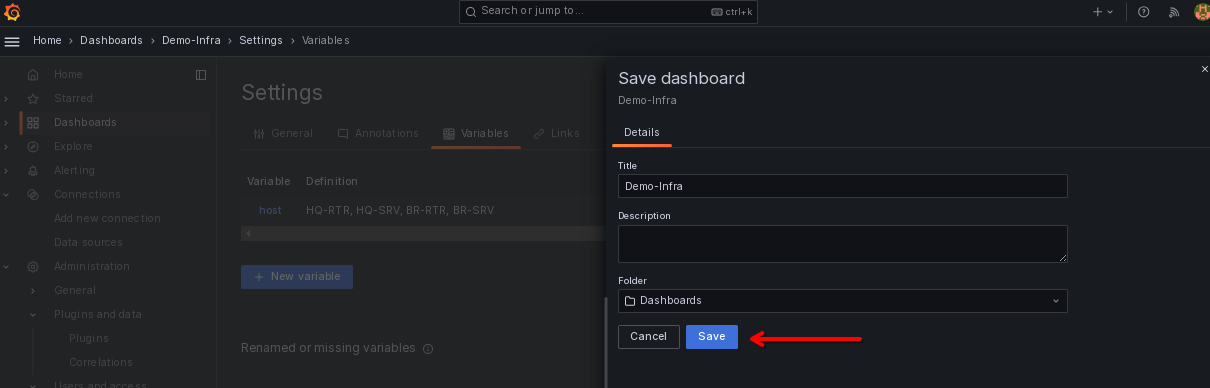 Search or jump to...
ctrl+k
Home › Dashboards › Demo-Infra › Settings › Variables
Home
Starred
Dashboards
Explore
Alerting
Connections
Add new connection
Data sources
Administration
General
Plugins and data
Plugins
Correlations
Users and access
Settings
General
Annotations
Variables
Links
Variable
Definition
host
HQ-RTR, HQ-SRV, BR-RTR, BR-SRV
+ New variable
Renamed or missing variables
Save dashboard
Demo-Infra
Details
Title
Demo-Infra
Description
Folder
Dashboards
Cancel
Save